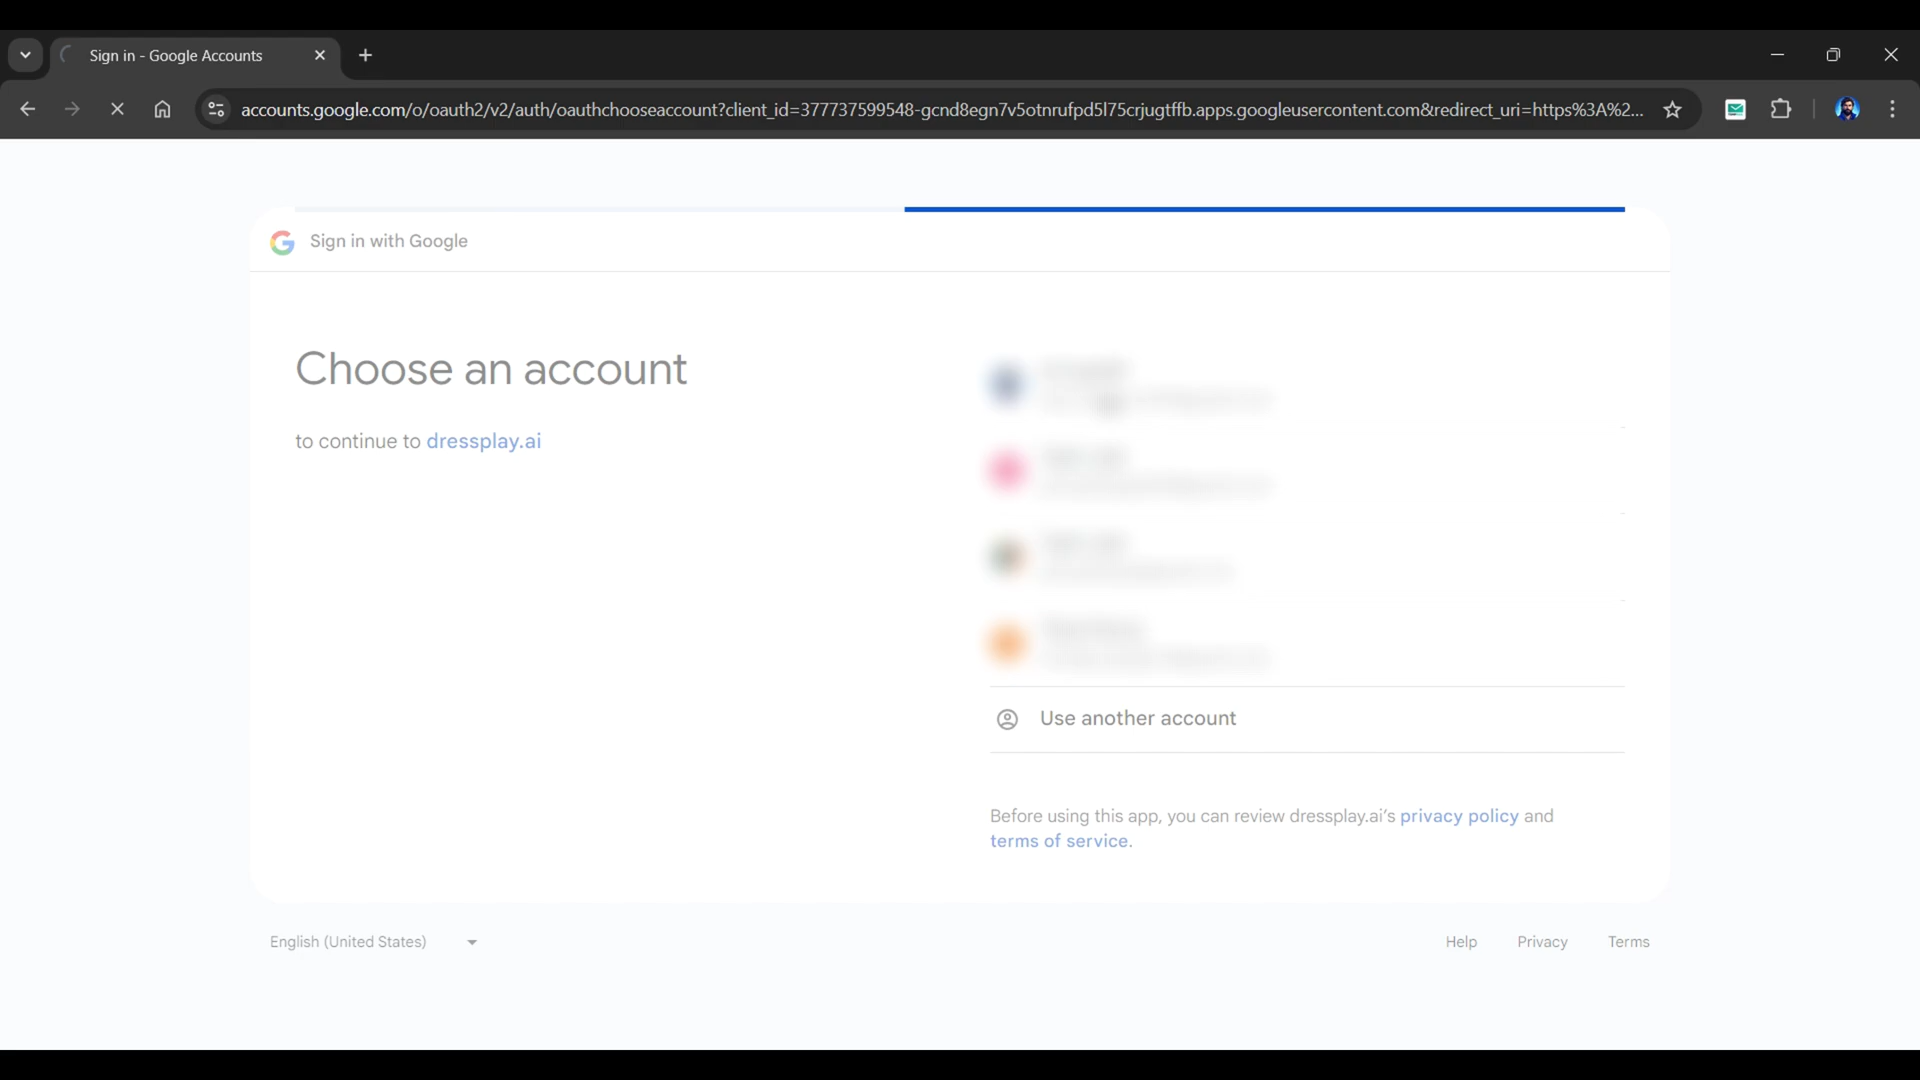 Sign in - Google Accounts
accounts.google.com/o/oauth2/v2/auth/oauthchooseaccount?client_id=377737599548-gcnd8egn7v5otnrufpd5l75crjugtffb.apps.googleusercontent.com&redirect_uri=https%3A%2...
Sign in with Google
Choose an account
to continue to dressplay.ai
Use another account
Before using this app, you can review dressplay.ai's privacy policy and
terms of service.
English (United States)
Help
Privacy
Terms